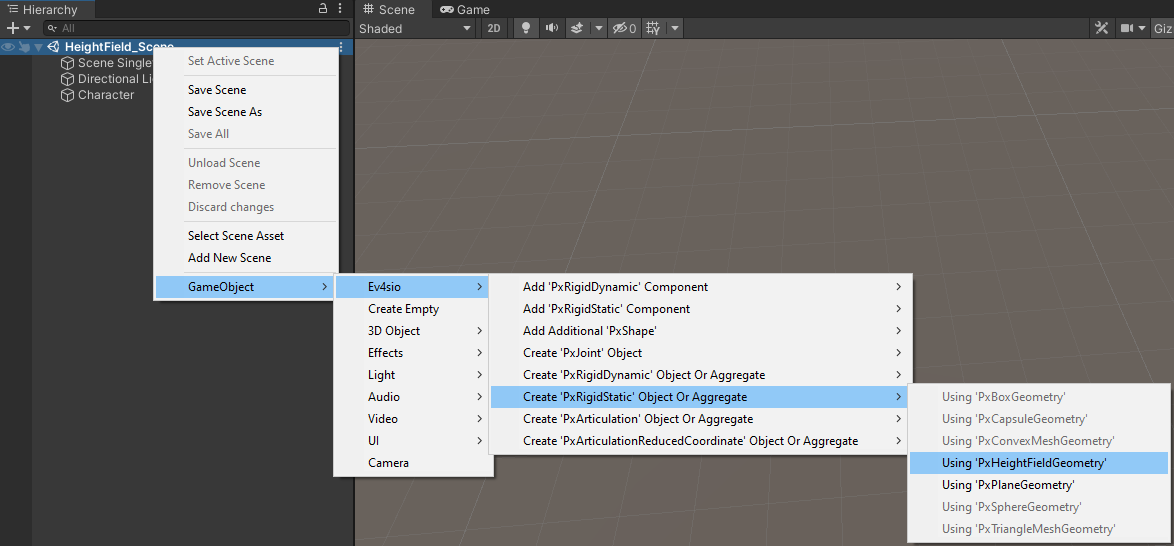 Hierarchy
Scene
Game
All
Shaded
2D
0
Giz
HeightField_Scene
Scene Singlet
Directional Li
Character
Set Active Scene
Save Scene
Save Scene As
Save All
Unload Scene
Remove Scene
Discard changes
Select Scene Asset
Add New Scene
GameObject
Ev4sio
Create Empty
3D Object
Effects
Light
Audio
Video
UI
Camera
Add 'PxRigidDynamic' Component
Add 'PxRigidStatic' Component
Add Additional 'PxShape'
Create 'PxJoint' Object
Create 'PxRigidDynamic' Object Or Aggregate
Create 'PxRigidStatic' Object Or Aggregate
Create 'PxArticulation' Object Or Aggregate
Create 'PxArticulationReducedCoordinate' Object Or Aggregate
Using 'PxBoxGeometry'
Using 'PxCapsuleGeometry'
Using 'PxConvexMeshGeometry'
Using 'PxHeightFieldGeometry'
Using 'PxPlaneGeometry'
Using 'PxSphereGeometry'
Using 'PxTriangleMeshGeometry'